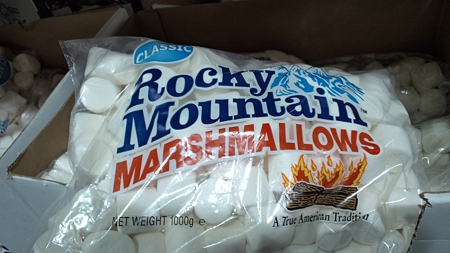 CLASSIC
Rocky
Mountain
MARSHMALLOWS
NET WEIGHT 1000g e
A True American Tradition